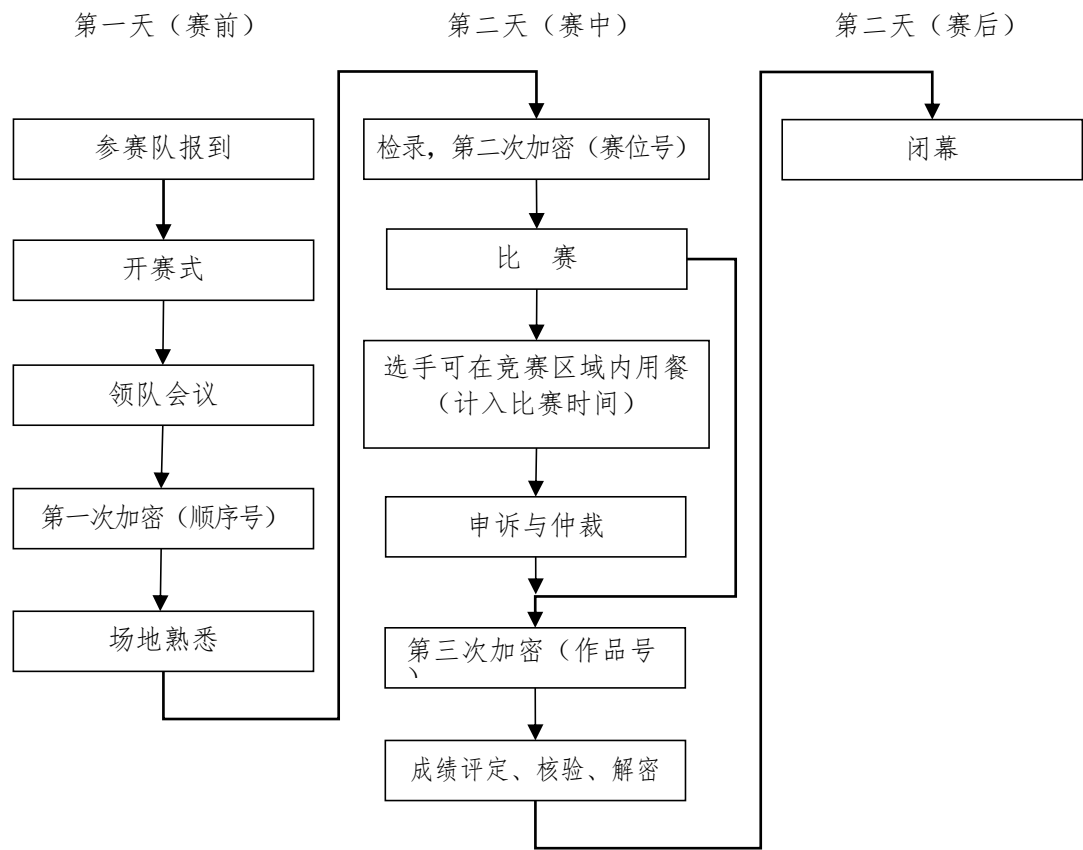 第一天（赛前）
第二天（赛中）
第二天（赛后）
参赛队报到
开赛式
领队会议
第一次加密（顺序号）
场地熟悉
检录，第二次加密（赛位号）
比　赛
选手可在竞赛区域内用餐
（计入比赛时间）
申诉与仲裁
第三次加密（作品号
）
成绩评定、核验、解密
闭幕